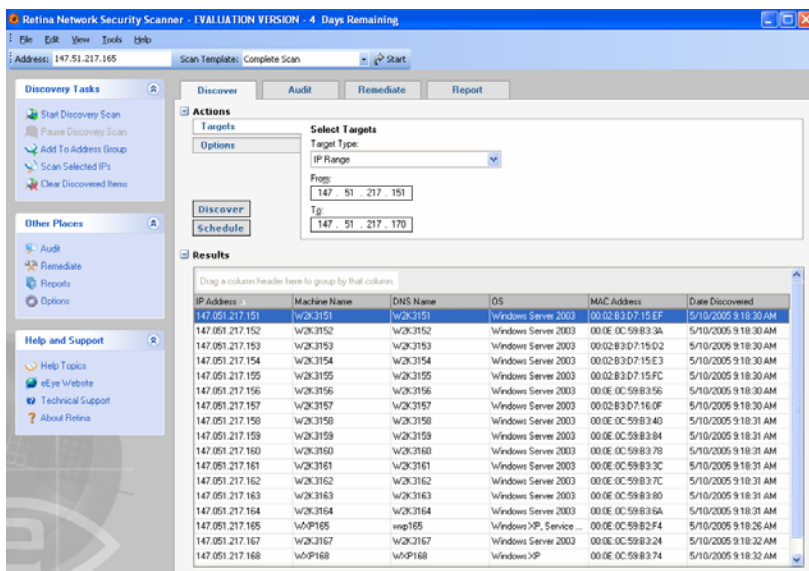 Retina Network Security Scanner - EVALUATION VERSION - 4 Days Remaining
File Edit View Tools Help
Address: 147.51.217.165 Scan Template: Complete Scan Start
Discovery Tasks
Start Discovery Scan
Pause Discovery Scan
Add To Address Group
Scan Selected IPs
Clear Discovered Items
Other Places
Audit
Remediate
Reports
Options
Help and Support
Help Topics
eEye Website
Technical Support
About Retina
Discover Audit Remediate Report
Actions
Targets
Options
Discover
Schedule
Select Targets
Target Type:
IP Range
From:
147 . 51 . 217 . 151
To:
147 . 51 . 217 . 170
Results
Drag a column header here to group by that column.
IP Address Machine Name DNS Name OS MAC Address Date Discovered
147.051.217.151 W2K3151 W2K3151 Windows Server 2003 00:02:B3:D7:15:EF 5/10/2005 9:18:30 AM
147.051.217.152 W2K3152 W2K3152 Windows Server 2003 00:0E:0C:59:B3:3A 5/10/2005 9:18:30 AM
147.051.217.153 W2K3153 W2K3153 Windows Server 2003 00:02:B3:D7:15:D2 5/10/2005 9:18:30 AM
147.051.217.154 W2K3154 W2K3154 Windows Server 2003 00:02:B3:D7:15:E3 5/10/2005 9:18:30 AM
147.051.217.155 W2K3155 W2K3155 Windows Server 2003 00:02:B3:D7:15:FC 5/10/2005 9:18:30 AM
147.051.217.156 W2K3156 W2K3156 Windows Server 2003 00:0E:0C:59:B3:56 5/10/2005 9:18:30 AM
147.051.217.157 W2K3157 W2K3157 Windows Server 2003 00:02:B3:D7:16:0F 5/10/2005 9:18:30 AM
147.051.217.158 W2K3158 W2K3158 Windows Server 2003 00:0E:0C:59:B3:40 5/10/2005 9:18:31 AM
147.051.217.159 W2K3159 W2K3159 Windows Server 2003 00:0E:0C:59:B3:84 5/10/2005 9:18:31 AM
147.051.217.160 W2K3160 W2K3160 Windows Server 2003 00:0E:0C:59:B3:78 5/10/2005 9:18:31 AM
147.051.217.161 W2K3161 W2K3161 Windows Server 2003 00:0E:0C:59:B3:3C 5/10/2005 9:18:31 AM
147.051.217.162 W2K3162 W2K3162 Windows Server 2003 00:0E:0C:59:B3:7C 5/10/2005 9:18:31 AM
147.051.217.163 W2K3163 W2K3163 Windows Server 2003 00:0E:0C:59:B3:80 5/10/2005 9:18:31 AM
147.051.217.164 W2K3164 W2K3164 Windows Server 2003 00:0E:0C:59:B3:6A 5/10/2005 9:18:31 AM
147.051.217.165 WXP165 wxp165 Windows XP, Service ... 00:0E:0C:59:B2:F4 5/10/2005 9:18:26 AM
147.051.217.167 W2K3167 W2K3167 Windows Server 2003 00:0E:0C:59:B3:24 5/10/2005 9:18:32 AM
147.051.217.168 WXP168 WXP168 Windows XP 00:0E:0C:59:B3:74 5/10/2005 9:18:32 AM